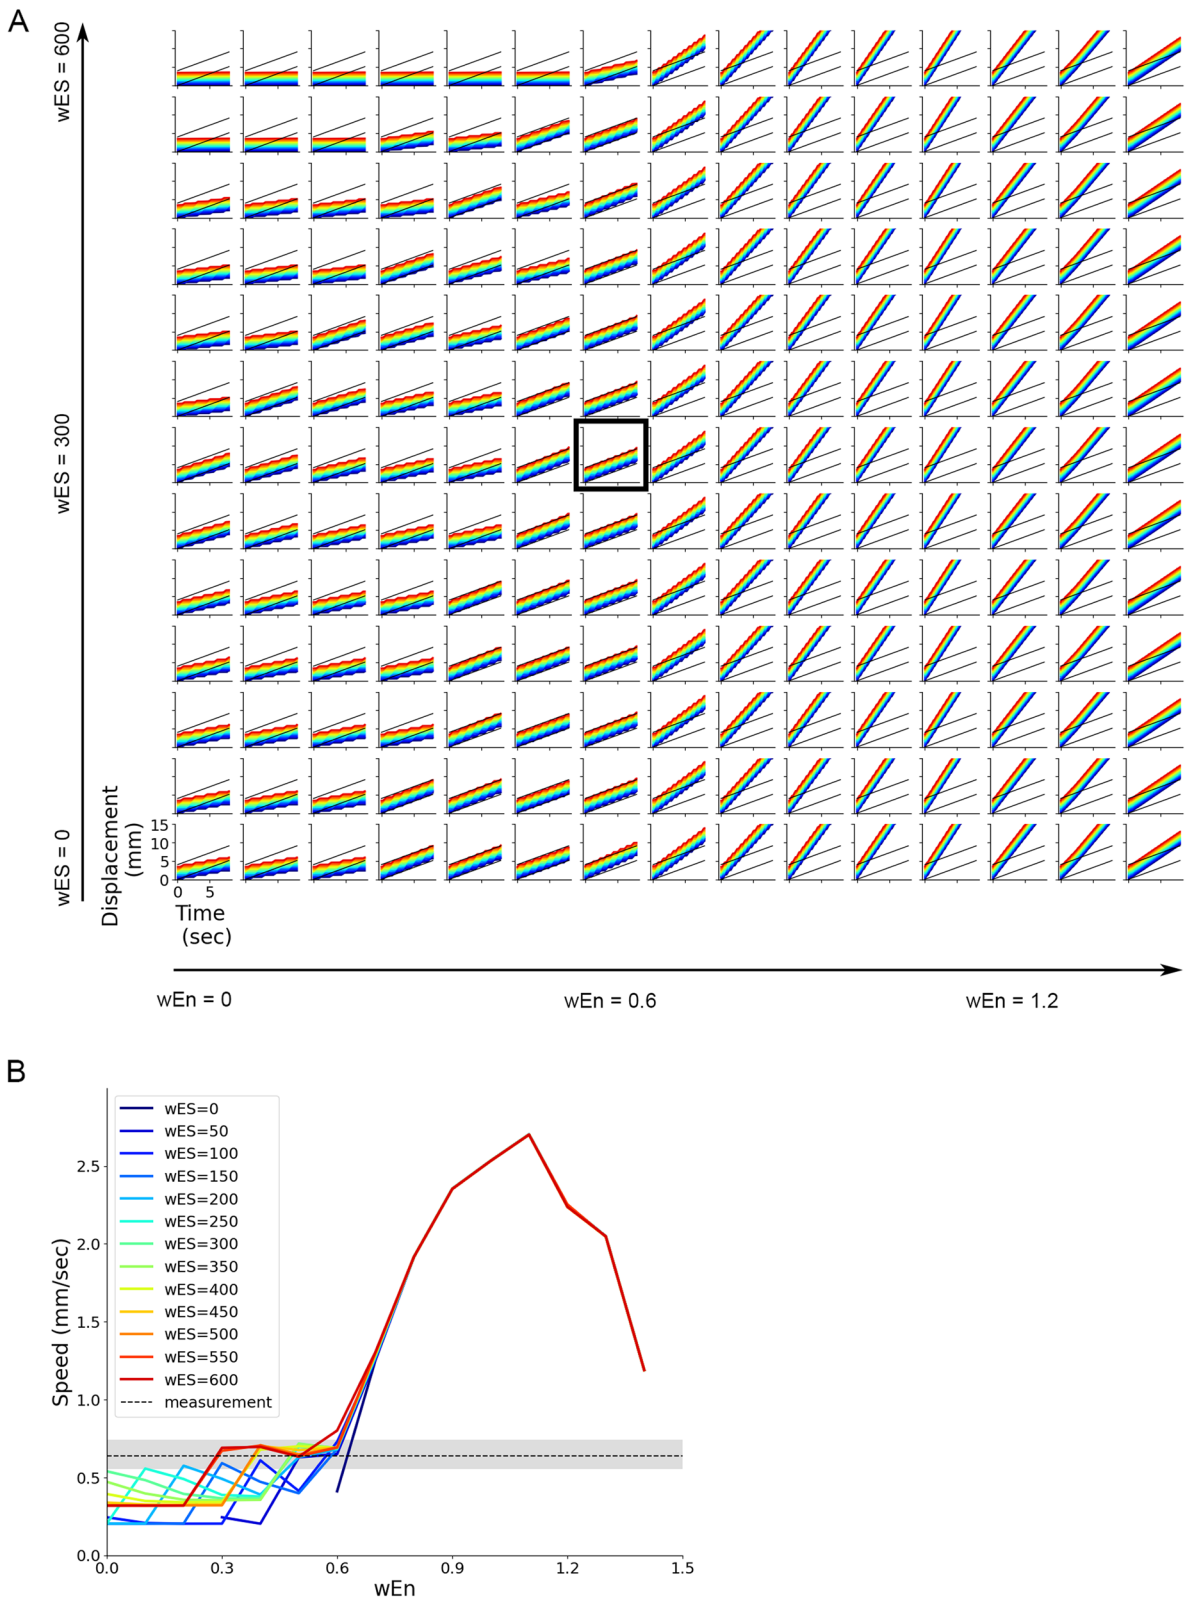 A
wES = 600
wES = 300
wES = 0
Displacement
(mm)
15
10
5
0
0 5
Time
(sec)
wEn = 0 wEn = 0.6 wEn = 1.2
B
wES=0
wES=50
wES=100
wES=150
wES=200
wES=250
wES=300
wES=350
wES=400
wES=450
wES=500
wES=550
wES=600
measurement
Speed (mm/sec)
2.5
2.0
1.5
1.0
0.5
0.0
0.0 0.3 0.6 0.9 1.2 1.5
wEn